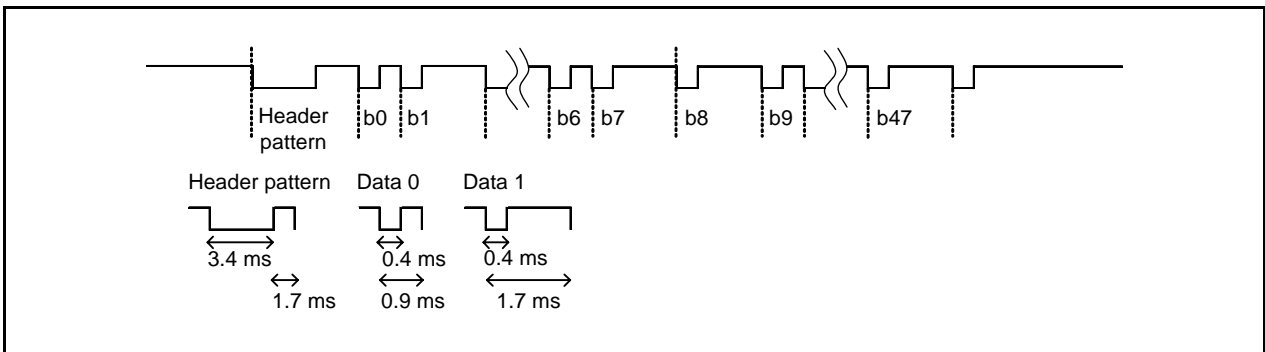 Header
pattern
b0
b1
b6
b7
b8
b9
b47
Header pattern
Data 0
Data 1
3.4 ms
0.4 ms
0.4 ms
1.7 ms
0.9 ms
1.7 ms